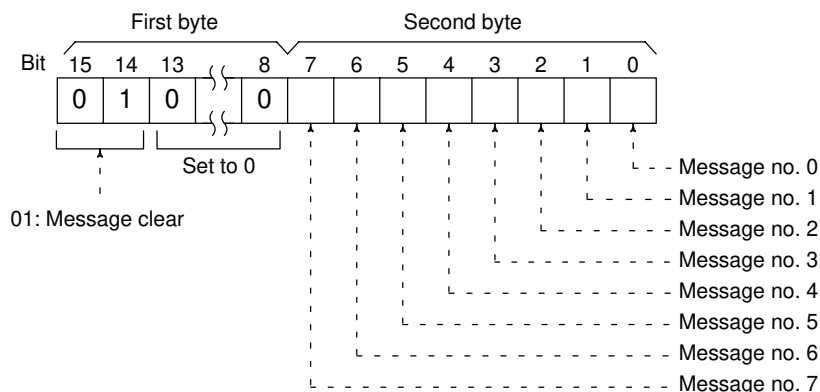 First byte Second byte
Bit 15 14 13 8 7 6 5 4 3 2 1 0
0 1 0 0
Set to 0
01: Message clear
Message no. 0
Message no. 1
Message no. 2
Message no. 3
Message no. 4
Message no. 5
Message no. 6
Message no. 7